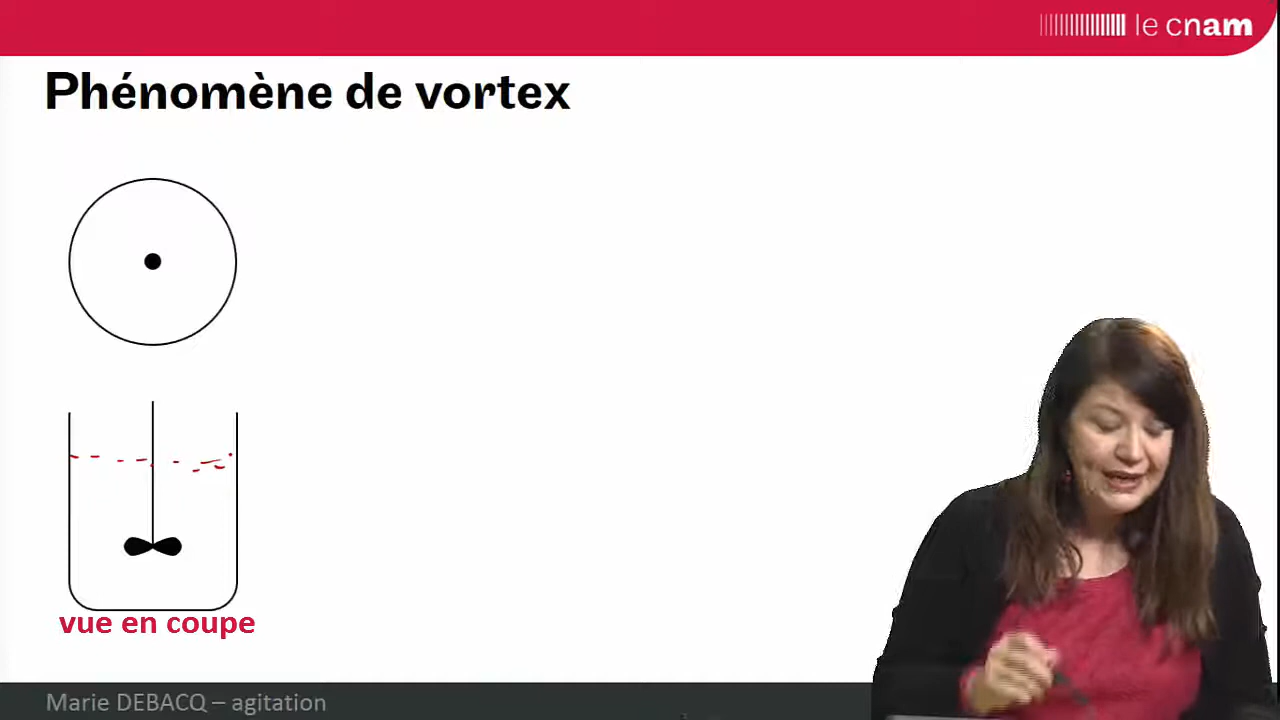 le cnam
Phénomène de vortex
vue en coupe
Marie DEBACQ – agitation